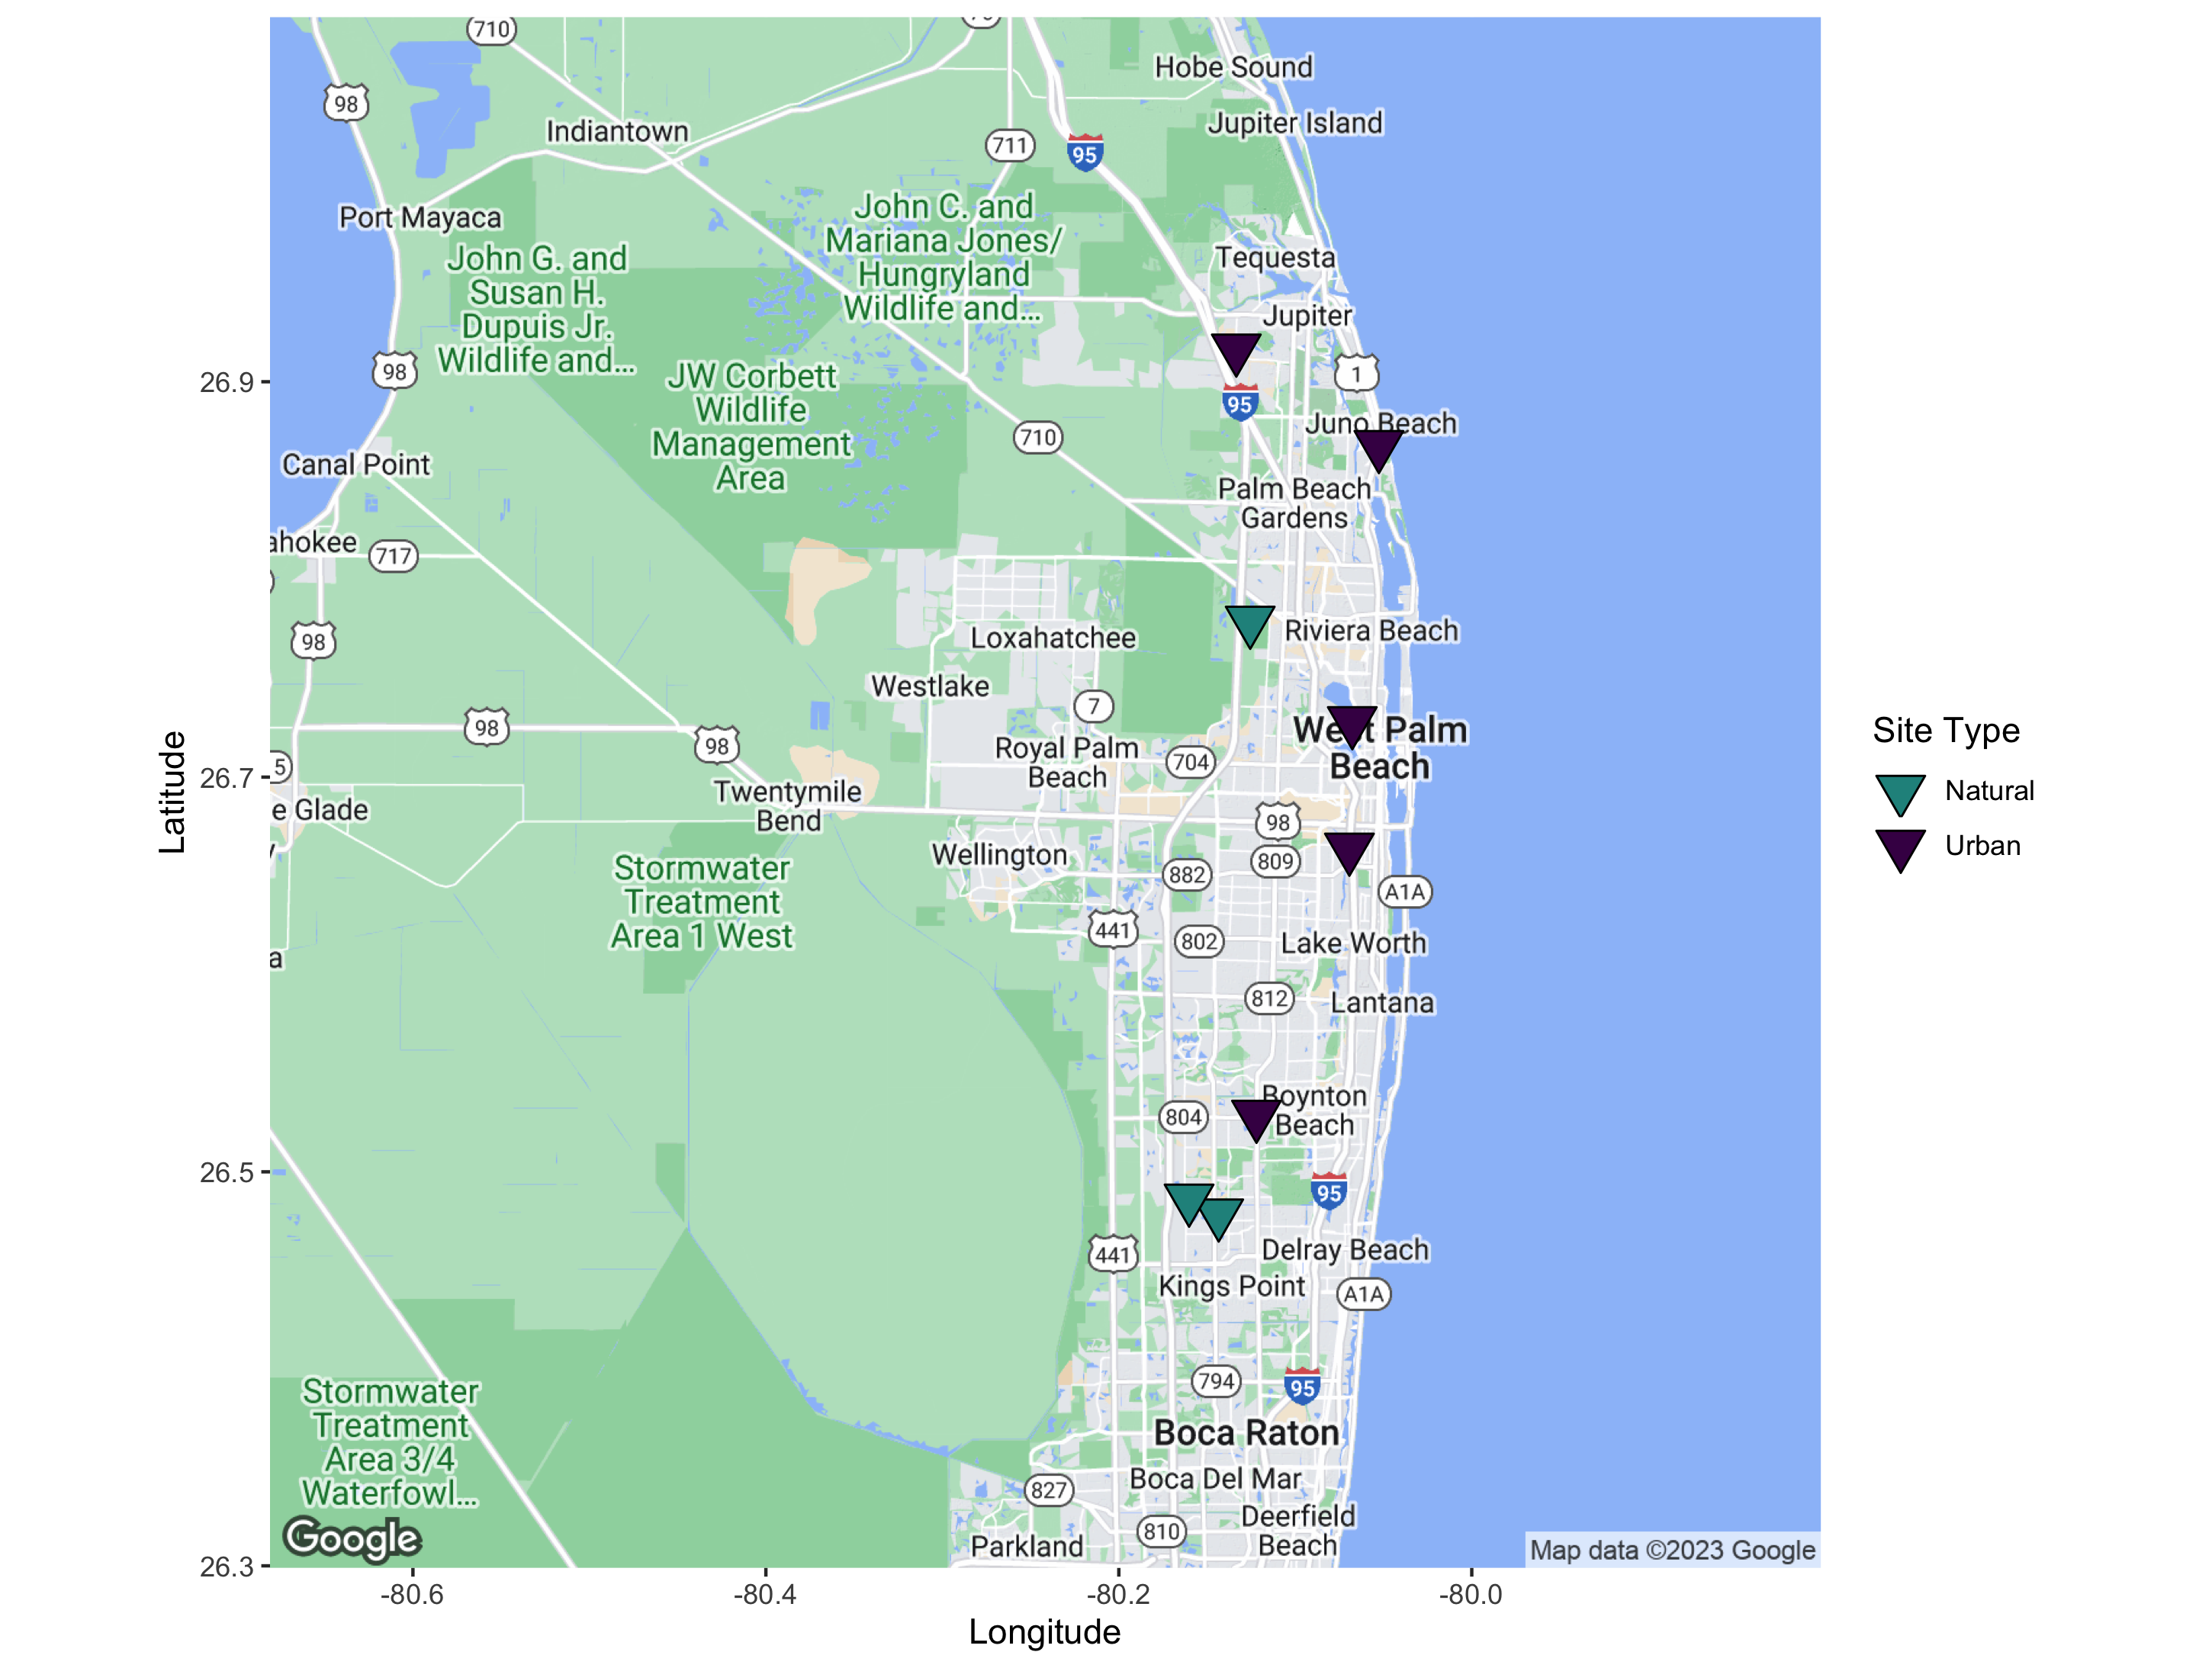 710
Hobe Sound
98
Jupiter Island
Indiantown
711
95
Port Mayaca
John C. and
Mariana Jones/
Hungryland
Wildlife and...
John G. and
Susan H.
Dupuis Jr.
Wildlife and...
Tequesta
Jupiter
98
1
JW Corbett
Wildlife
Management
Area
26.9
95
Juno Beach
710
Canal Point
Palm Beach
Gardens
ahokee
717
98
Loxahatchee
Riviera Beach
Westlake
7
98
98
West Palm
Beach
Royal Palm
Beach
704
5
26.7
Twentymile
Bend
e Glade
98
Wellington
809
882
Stormwater
Treatment
Area 1 West
A1A
441
802
Lake Worth
a
812
Lantana
Boynton
Beach
804
26.5
95
441
Delray Beach
Kings Point
A1A
794
95
Stormwater
Treatment
Area 3/4
Waterfowl...
Boca Raton
Boca Del Mar
827
Deerfield
Beach
810
Parkland
Google
Map data ©2023 Google
26.3
-80.6
-80.4
-80.2
-80.0
Longitude
Latitude
Site Type
Natural
Urban